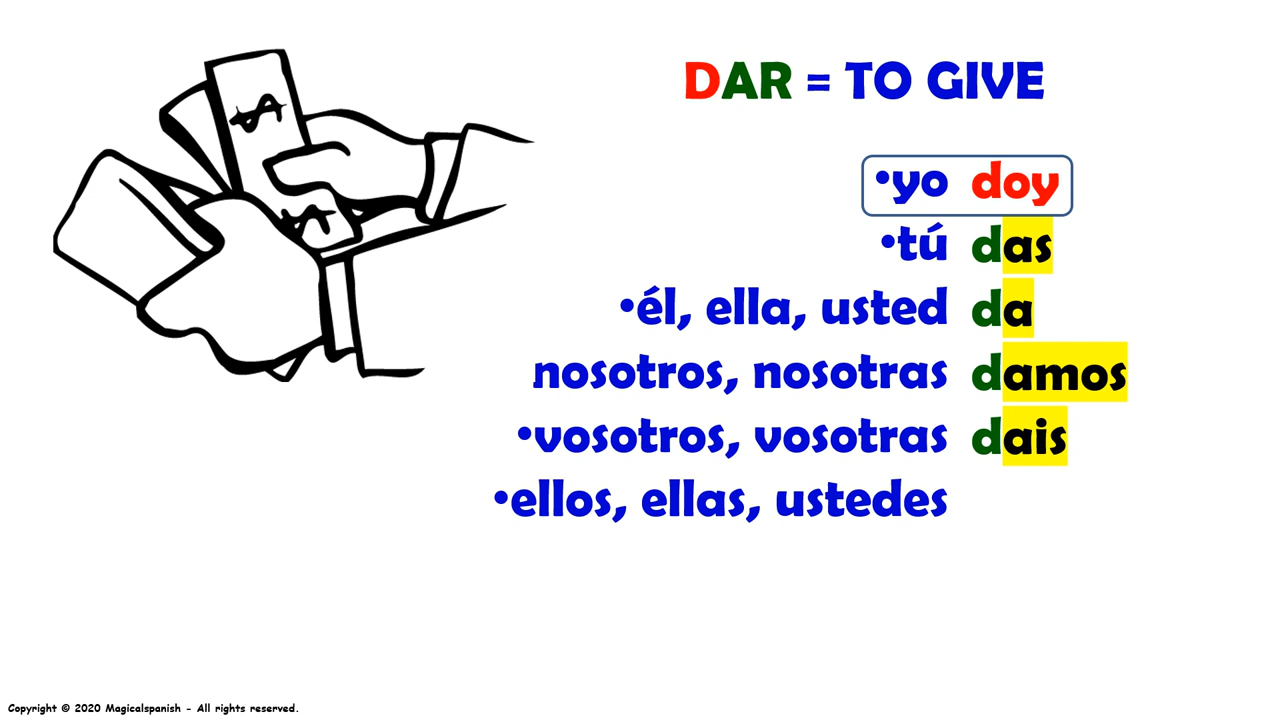 DAR = TO GIVE
•yo doy
•tú das
•él, ella, usted da
nosotros, nosotras damos
•vosotros, vosotras dais
•ellos, ellas, ustedes
$
$
Copyright © 2020 Magicalspanish - All rights reserved.